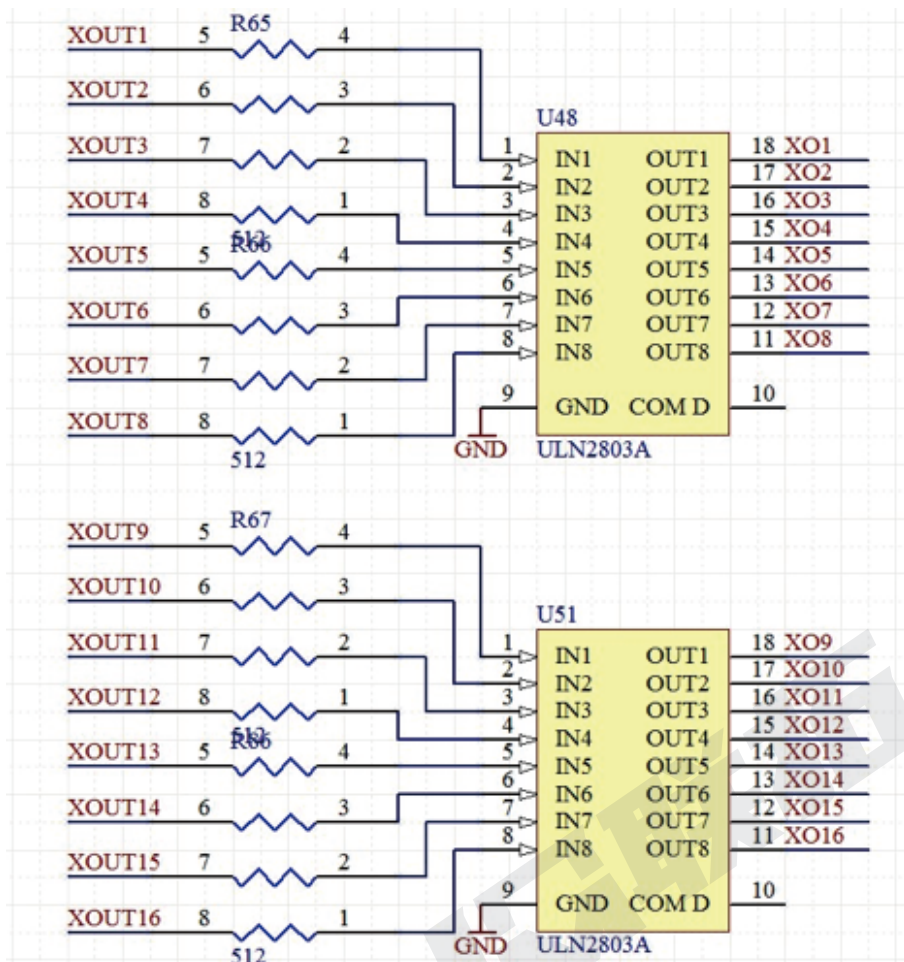 XOUT1 5 R65 4
XOUT2 6 3
U48
XOUT3 7 2
1 IN1 OUT1 18 XO1
2 IN2 OUT2 17 XO2
XOUT4 8 1
3 IN3 OUT3 16 XO3
512
4 IN4 OUT4 15 XO4
R66
XOUT5 5 4
5 IN5 OUT5 14 XO5
6 IN6 OUT6 13 XO6
XOUT6 6 3
7 IN7 OUT7 12 XO7
8 IN8 OUT8 11 XO8
XOUT7 7 2
9 GND COM D 10
XOUT8 8 1
GND
512
ULN2803A
XOUT9 5 R67 4
XOUT10 6 3
U51
XOUT11 7 2
1 IN1 OUT1 18 XO9
2 IN2 OUT2 17 XO10
XOUT12 8 1
3 IN3 OUT3 16 XO11
512
4 IN4 OUT4 15 XO12
XOUT13 5 4
5 IN5 OUT5 14 XO13
6 IN6 OUT6 13 XO14
XOUT14 6 3
7 IN7 OUT7 12 XO15
8 IN8 OUT8 11 XO16
XOUT15 7 2
9 GND COM D 10
XOUT16 8 1
GND
512
ULN2803A